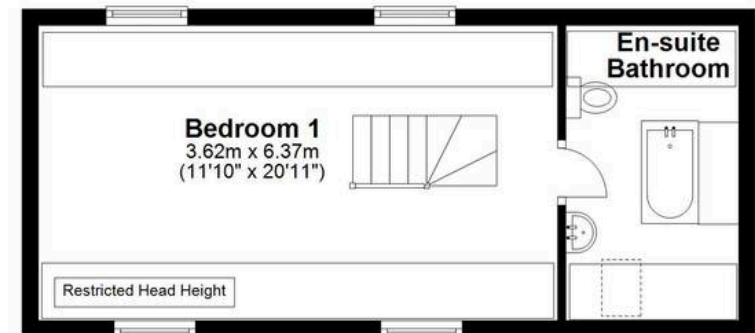 En-suite
Bathroom
Bedroom 1
3.62m x 6.37m
(11'10" x 20'11")
Restricted Head Height